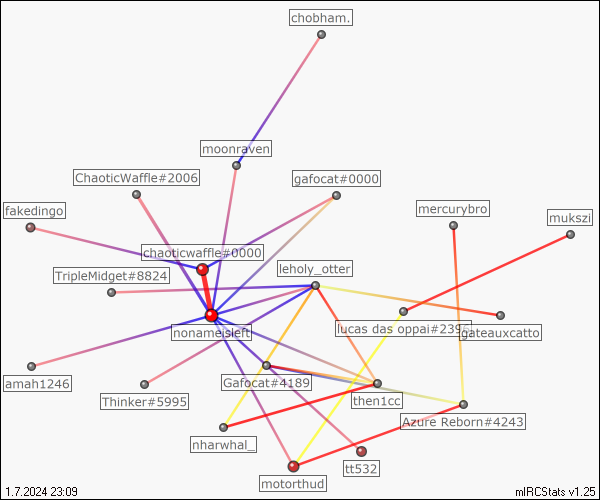 chobham.
moonraven
ChaoticWaffle#2006
gafocat#0000
fakedingo
mercurybro
mukszi
chaoticwaffle#0000
TripleMidget#8824
leholy_otter
nonameisleft
lucas das oppai#239
gateauxcatto
amah1246
Gafocat#4189
Thinker#5995
then1cc
Azure Reborn#4243
nharwhal_
tt532
motorthud
1.7.2024 23:09
mIRCStats v1.25